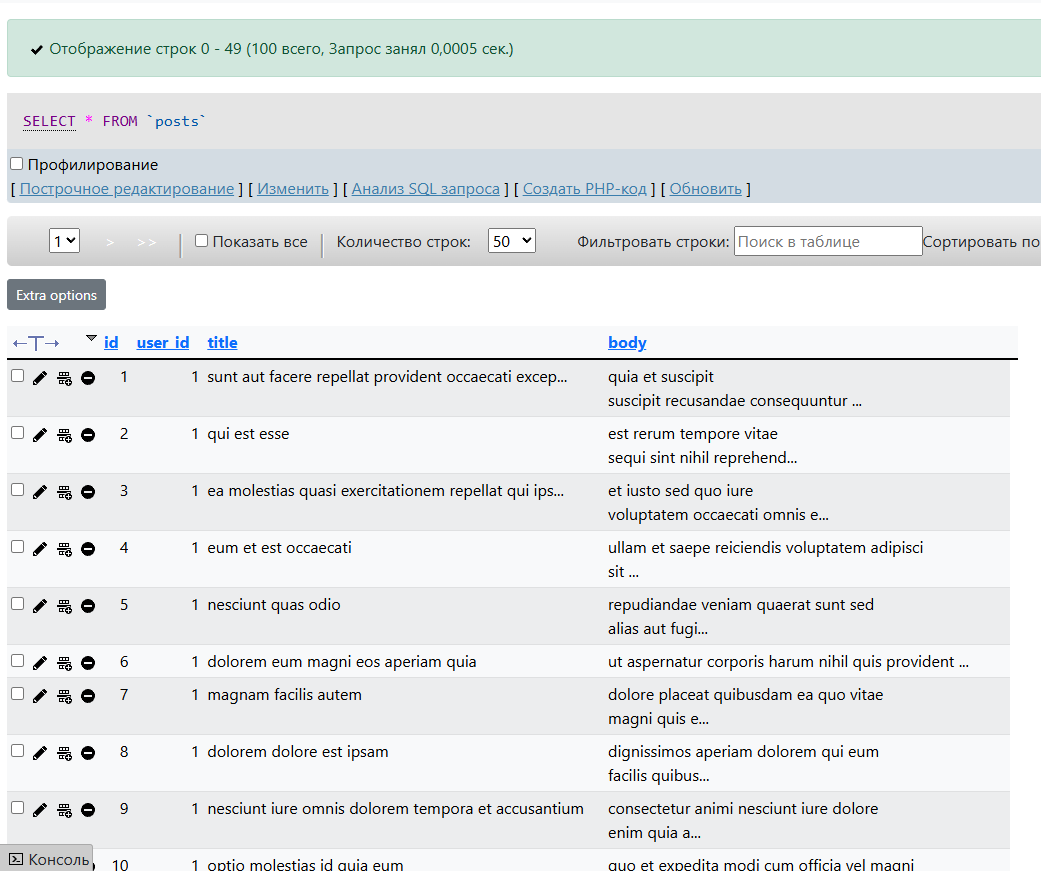 Отображение строк 0 - 49 (100 всего, Запрос занял 0,0005 сек.)
SELECT * FROM `posts`
Профилирование
[ Построчное редактирование ] [ Изменить ] [ Анализ SQL запроса ] [ Создать PHP-код ] [ Обновить ]
1 > >> Показать все Количество строк: 50 Фильтровать строки: Поиск в таблице Сортировать по
Extra options
←T→ id user_id title body
1 1 sunt aut facere repellat provident occaecati excep... quia et suscipit
suscipit recusandae consequuntur ...
2 1 qui est esse est rerum tempore vitae
sequi sint nihil reprehend...
3 1 ea molestias quasi exercitationem repellat qui ips... et iusto sed quo iure
voluptatem occaecati omnis e...
4 1 eum et est occaecati ullam et saepe reiciendis voluptatem adipisci
sit ...
5 1 nesciunt quas odio repudiandae veniam quaerat sunt sed
alias aut fugi...
6 1 dolorem eum magni eos aperiam quia ut aspernatur corporis harum nihil quis provident ...
7 1 magnam facilis autem dolore placeat quibusdam ea quo vitae
magni quis e...
8 1 dolorem dolore est ipsam dignissimos aperiam dolorem qui eum
facilis quibus...
9 1 nesciunt iure omnis dolorem tempora et accusantium consectetur animi nesciunt iure dolore
enim quia a...
Консоль 10 1 optio molestias id quia eum quo et expedita modi cum officia vel magni